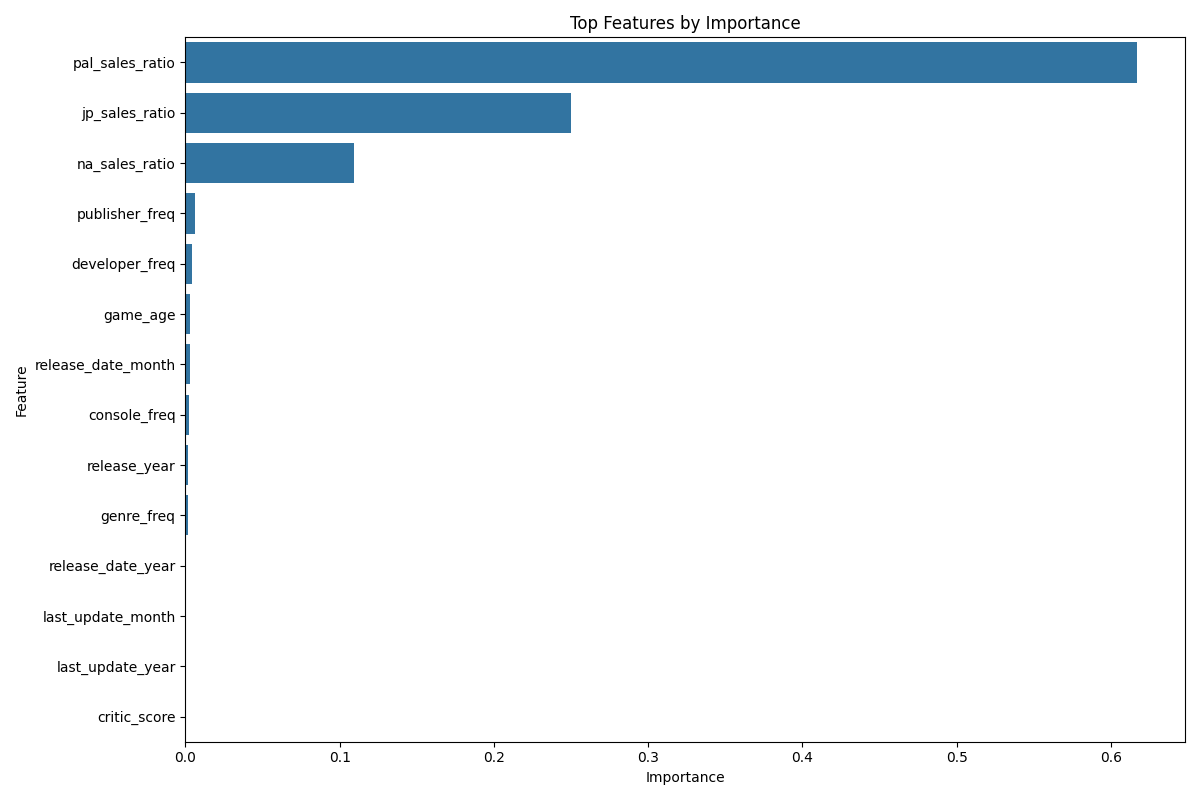 Top Features by Importance
pal_sales_ratio
jp_sales_ratio
na_sales_ratio
publisher_freq
developer_freq
game_age
release_date_month
console_freq
release_year
genre_freq
release_date_year
last_update_month
last_update_year
critic_score
Feature
0.0 0.1 0.2 0.3 0.4 0.5 0.6
Importance